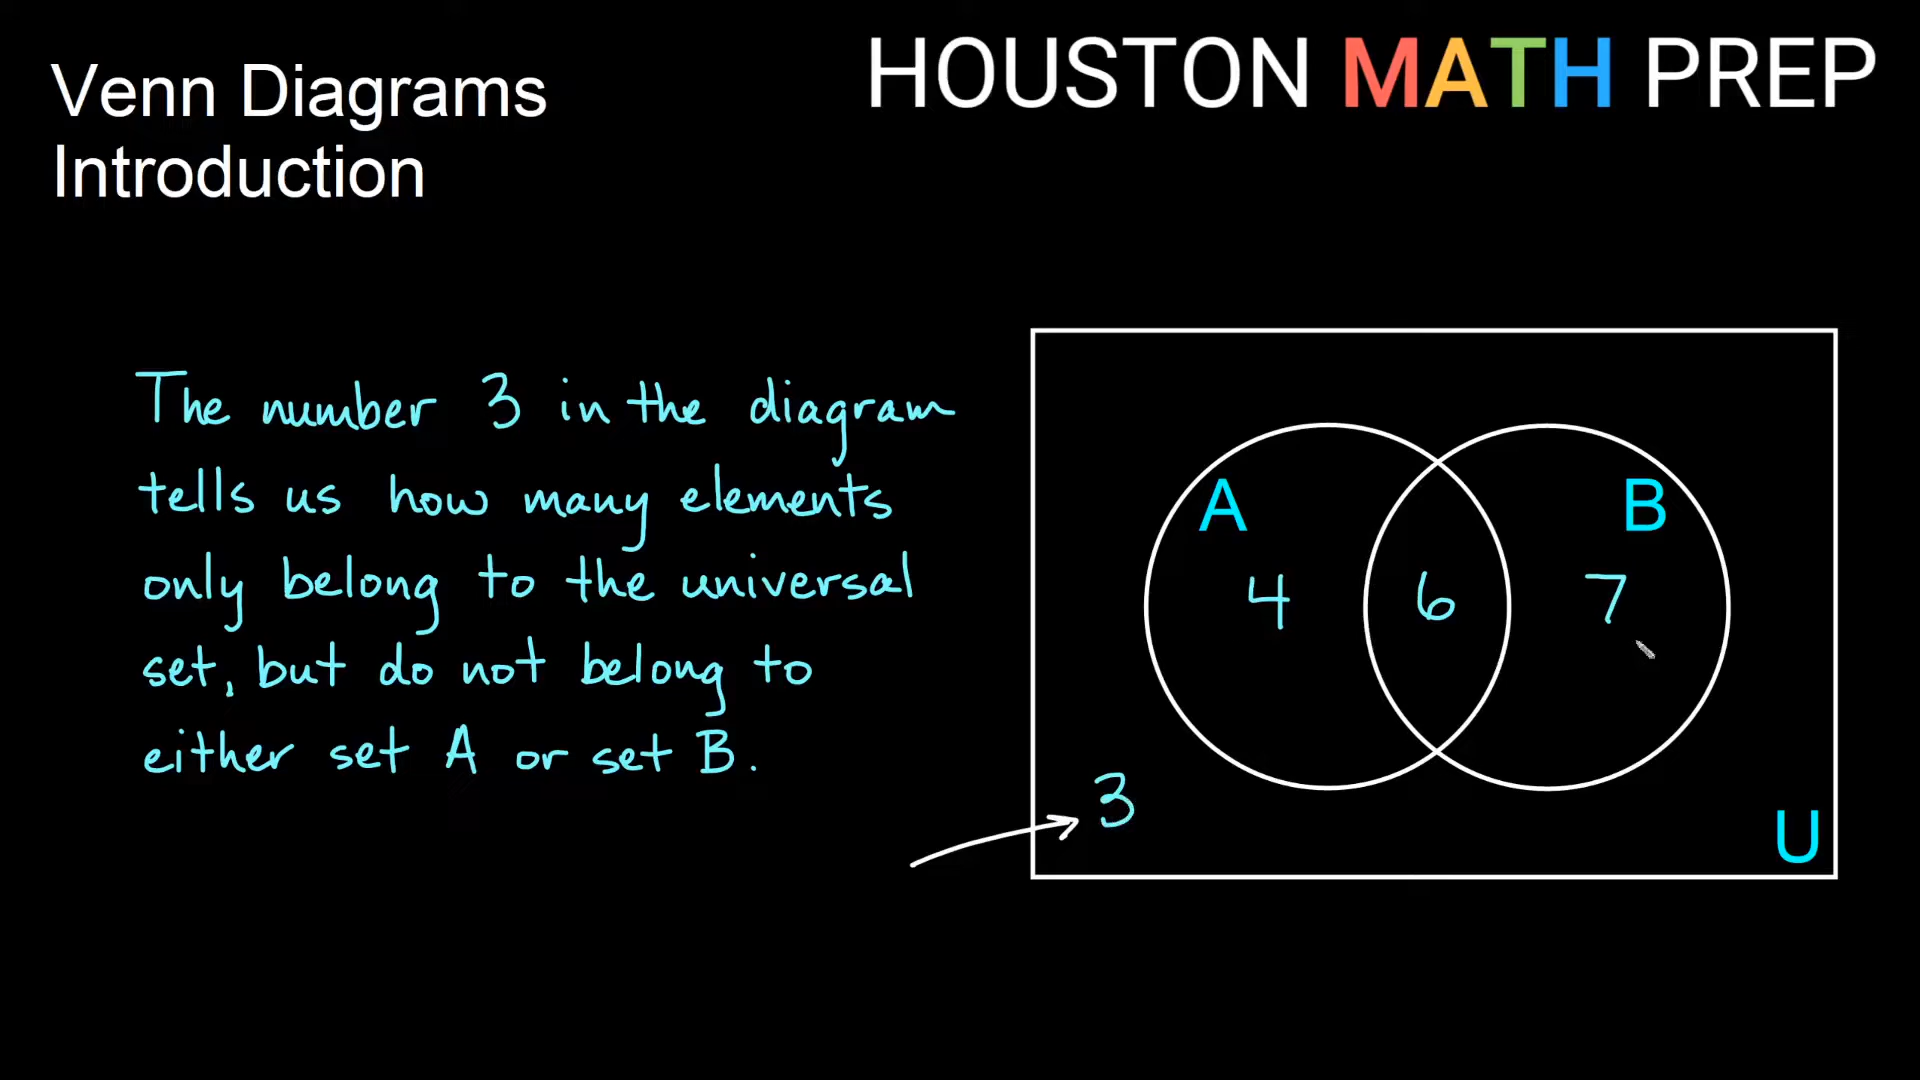 Venn Diagrams
Introduction
HOUSTON MATH PREP
The number 3 in the diagram
tells us how many elements
only belong to the universal
set, but do not belong to
either set A or set B.
A
B
4
6
7
3
U